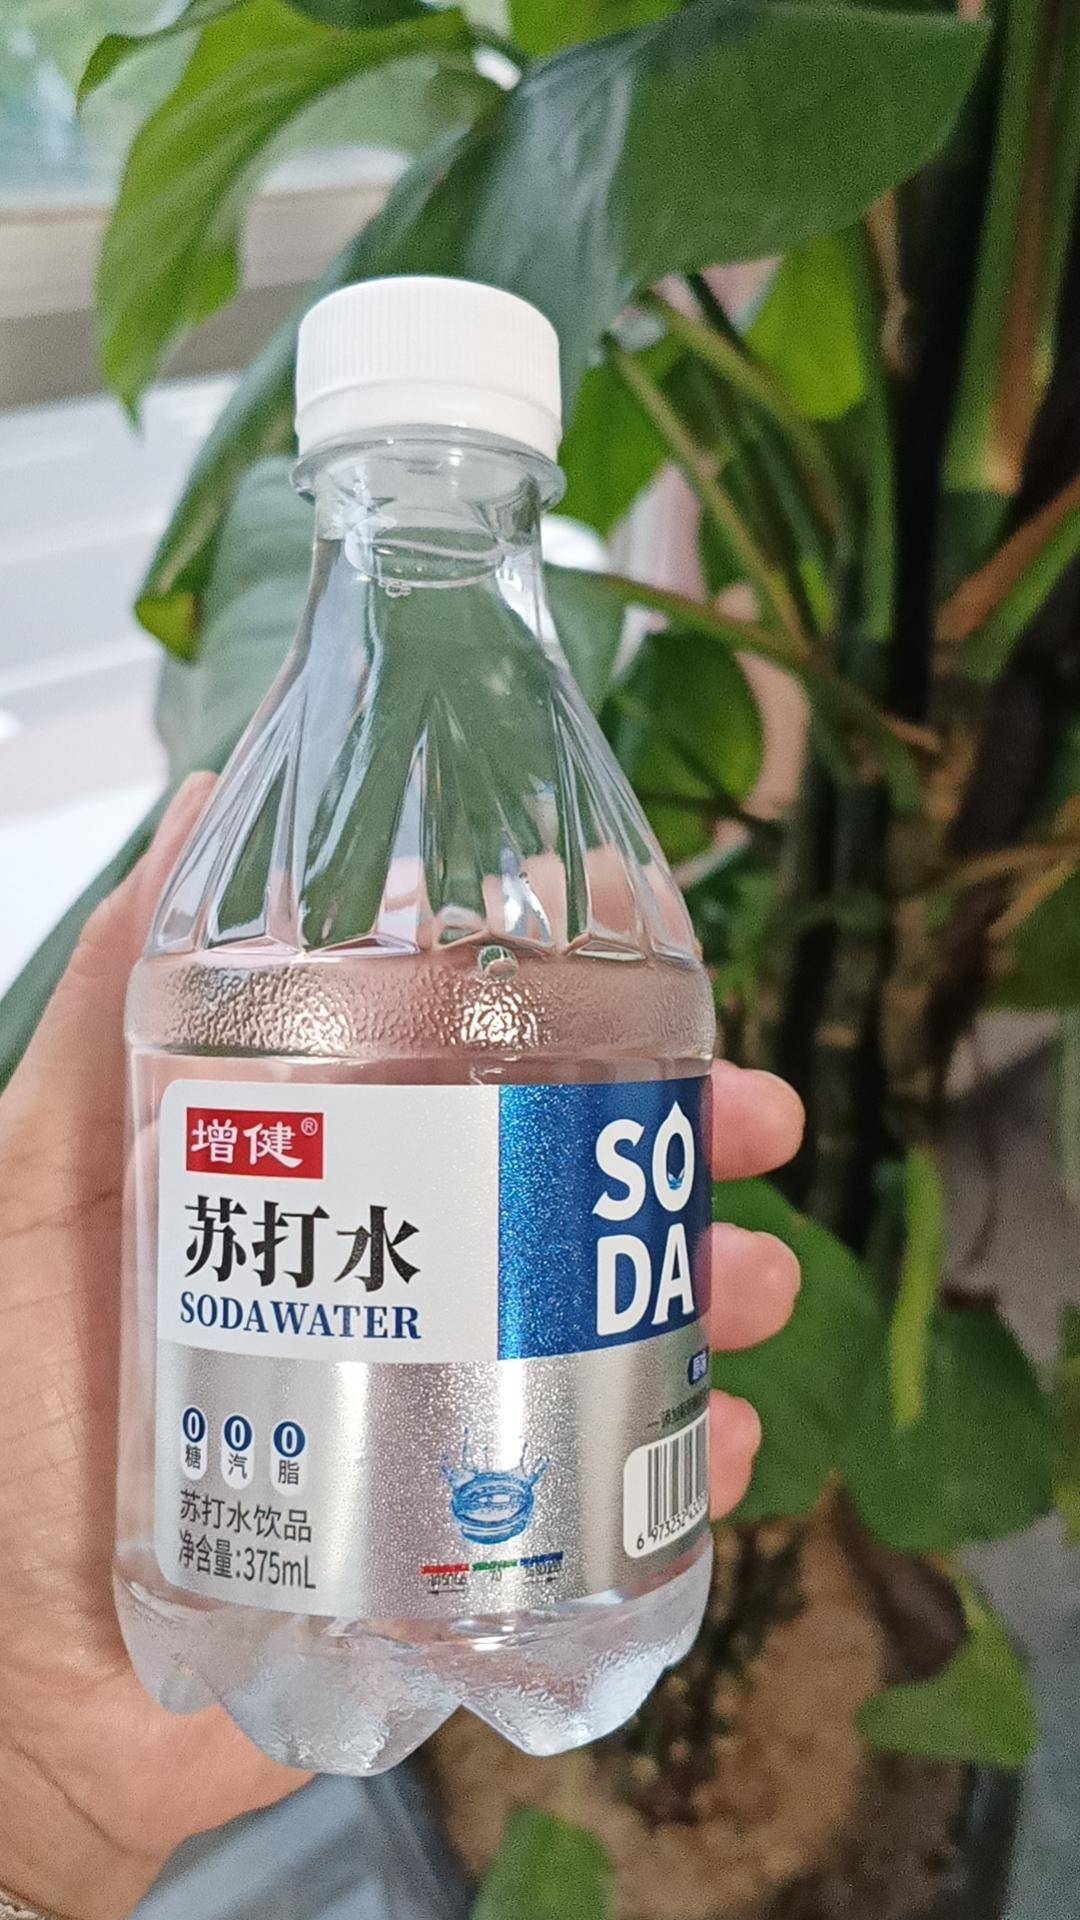 增健®
苏打水
SODAWATER
SO
DA
0 0 0
糖 汽 脂
苏打水饮品
净含量:375mL